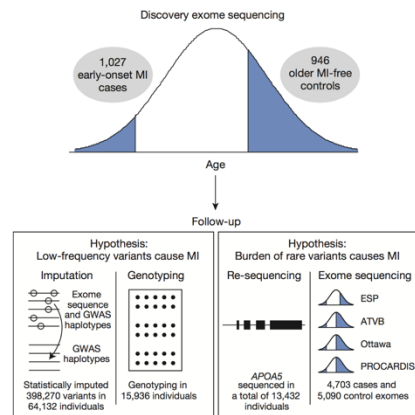 Discovery exome sequencing
1,027
early-onset MI
cases
946
older MI-free
controls
Age
Follow-up
Hypothesis:
Low-frequency variants cause MI
Imputation
Exome
sequence
and GWAS
haplotypes
GWAS
haplotypes
Statistically imputed
398,270 variants in
64,132 individuals
Genotyping
Genotyping in
15,936 individuals
Hypothesis:
Burden of rare variants causes MI
Re-sequencing
APOA5
sequenced in
a total of 13,432
individuals
Exome sequencing
ESP
ATVB
Ottawa
PROCARDIS
4,703 cases and
5,090 control exomes